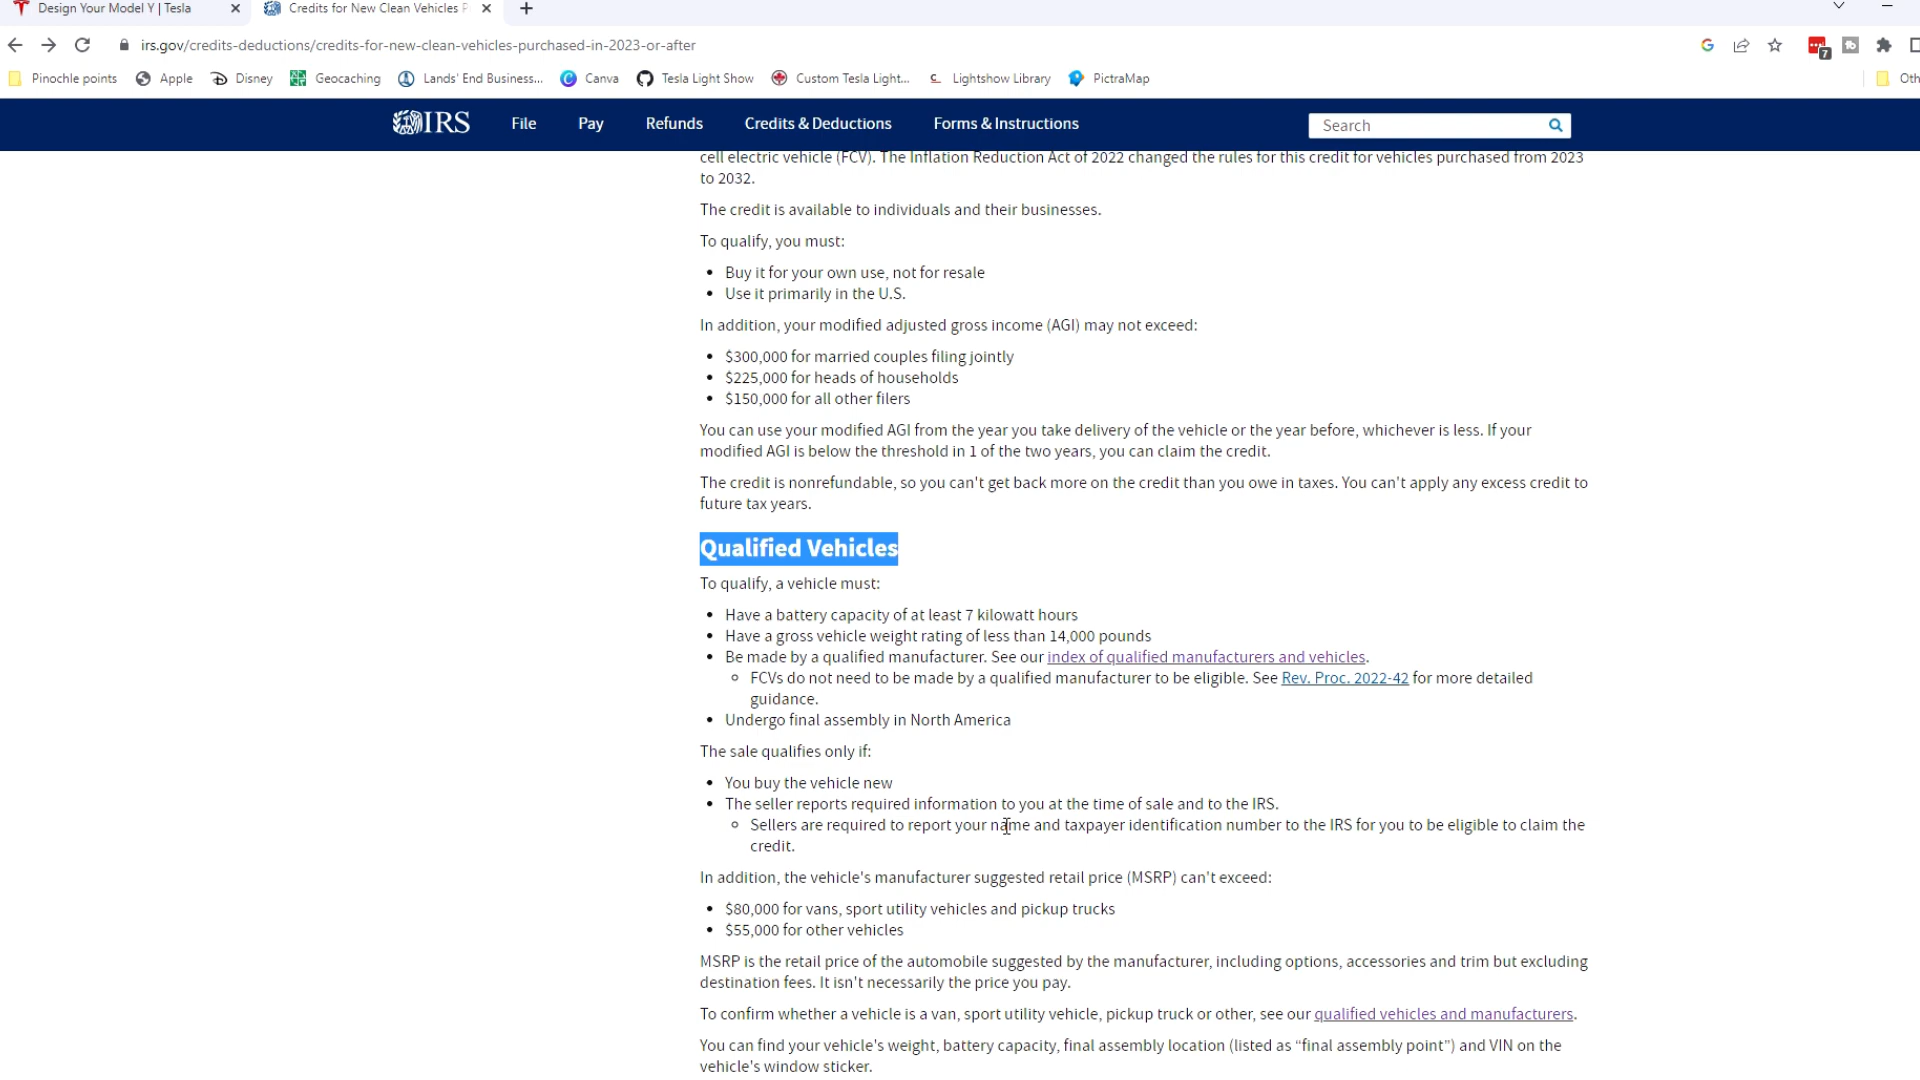 Design Your Model Y | Tesla
Credits for New Clean Vehicles P
irs.gov/credits-deductions/credits-for-new-clean-vehicles-purchased-in-2023-or-after
7
Pinochle points
Apple
Disney
Geocaching
Lands' End Business...
Canva
Tesla Light Show
Custom Tesla Light...
Lightshow Library
PictraMap
Oth
IRS
File
Pay
Refunds
Credits & Deductions
Forms & Instructions
Search
cell electric vehicle (FCV). The Inflation Reduction Act of 2022 changed the rules for this credit for vehicles purchased from 2023
to 2032.
The credit is available to individuals and their businesses.
To qualify, you must:
• Buy it for your own use, not for resale
• Use it primarily in the U.S.
In addition, your modified adjusted gross income (AGI) may not exceed:
• $300,000 for married couples filing jointly
• $225,000 for heads of households
• $150,000 for all other filers
You can use your modified AGI from the year you take delivery of the vehicle or the year before, whichever is less. If your
modified AGI is below the threshold in 1 of the two years, you can claim the credit.
The credit is nonrefundable, so you can't get back more on the credit than you owe in taxes. You can't apply any excess credit to
future tax years.
Qualified Vehicles
To qualify, a vehicle must:
• Have a battery capacity of at least 7 kilowatt hours
• Have a gross vehicle weight rating of less than 14,000 pounds
• Be made by a qualified manufacturer. See our index of qualified manufacturers and vehicles.
FCVs do not need to be made by a qualified manufacturer to be eligible. See Rev. Proc. 2022-42 for more detailed
guidance.
• Undergo final assembly in North America
The sale qualifies only if:
• You buy the vehicle new
• The seller reports required information to you at the time of sale and to the IRS.
Sellers are required to report your name and taxpayer identification number to the IRS for you to be eligible to claim the
credit.
In addition, the vehicle's manufacturer suggested retail price (MSRP) can't exceed:
• $80,000 for vans, sport utility vehicles and pickup trucks
• $55,000 for other vehicles
MSRP is the retail price of the automobile suggested by the manufacturer, including options, accessories and trim but excluding
destination fees. It isn't necessarily the price you pay.
To confirm whether a vehicle is a van, sport utility vehicle, pickup truck or other, see our qualified vehicles and manufacturers.
You can find your vehicle's weight, battery capacity, final assembly location (listed as “final assembly point”) and VIN on the
vehicle's window sticker.